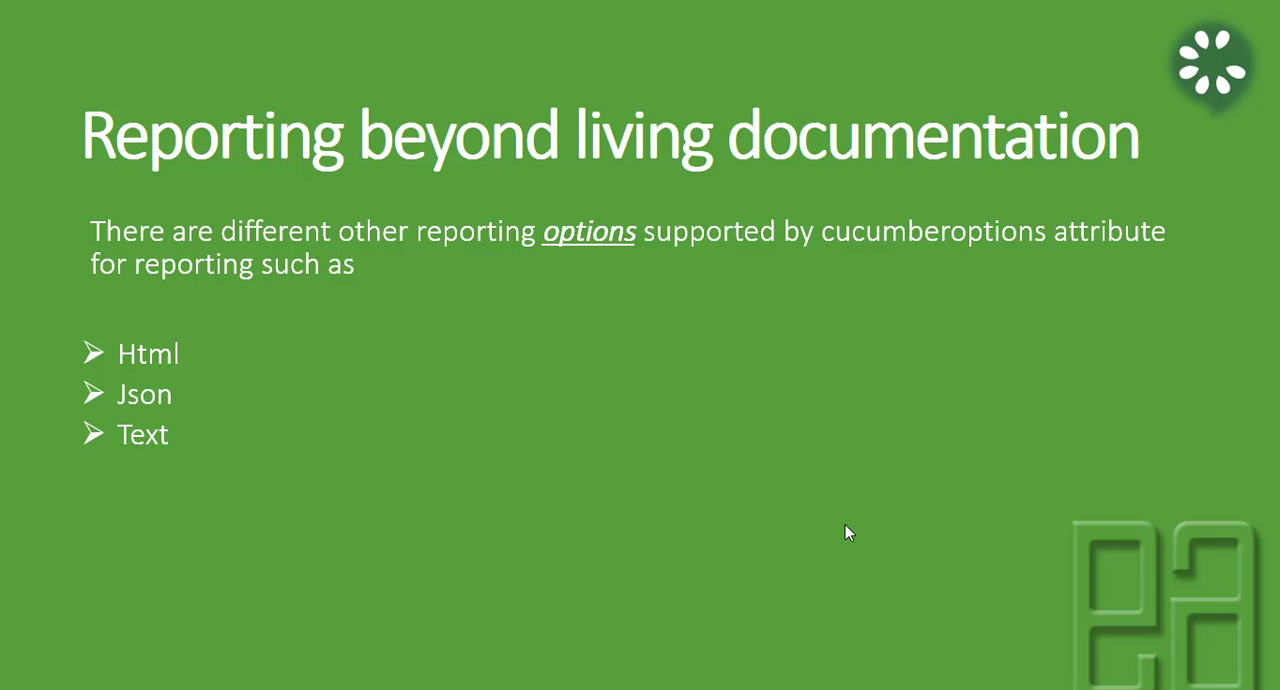 Reporting beyond living documentation
There are different other reporting options supported by cucumberoptions attribute
for reporting such as
Html
Json
Text
ea